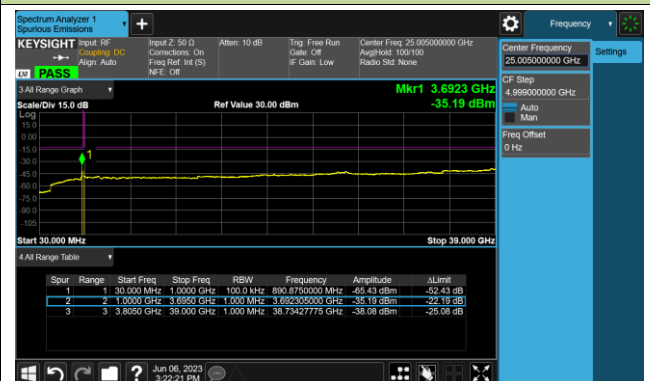 Spectrum Analyzer 1
Spurious Emissions
Frequency
KEYSIGHT Input: RF Input Z: 50 Ω Atten: 10 dB Trig: Free Run Center Freq: 25.005000000 GHz
Coupling: DC Corrections: On Gate: Off Avg|Hold: 100/100
Align: Auto Freq Ref: Int (S) IF Gain: Low Radio Std: None
NFE: Off
LXI PASS
Center Frequency
25.005000000 GHz
Settings
CF Step
4.999000000 GHz
Auto
Man
Freq Offset
0 Hz
3 All Range Graph
Mkr1 3.6923 GHz
Scale/Div 15.0 dB Ref Value 30.00 dBm -35.19 dBm
Log
15.0
0.00
-15.0
-30.0
-45.0
-60.0
-75.0
-90.0
-105
1
Start 30.000 MHz Stop 39.000 GHz
4 All Range Table
Spur Range Start Freq Stop Freq RBW Frequency Amplitude ΔLimit
1 1 30.000 MHz 1.0000 GHz 100.0 kHz 890.8750000 MHz -65.43 dBm -52.43 dB
2 2 1.0000 GHz 3.6950 GHz 1.000 MHz 3.692305000 GHz -35.19 dBm -22.19 dB
3 3 3.8050 GHz 39.000 GHz 1.000 MHz 38.73427775 GHz -38.08 dBm -25.08 dB
? Jun 06, 2023
3:22:21 PM